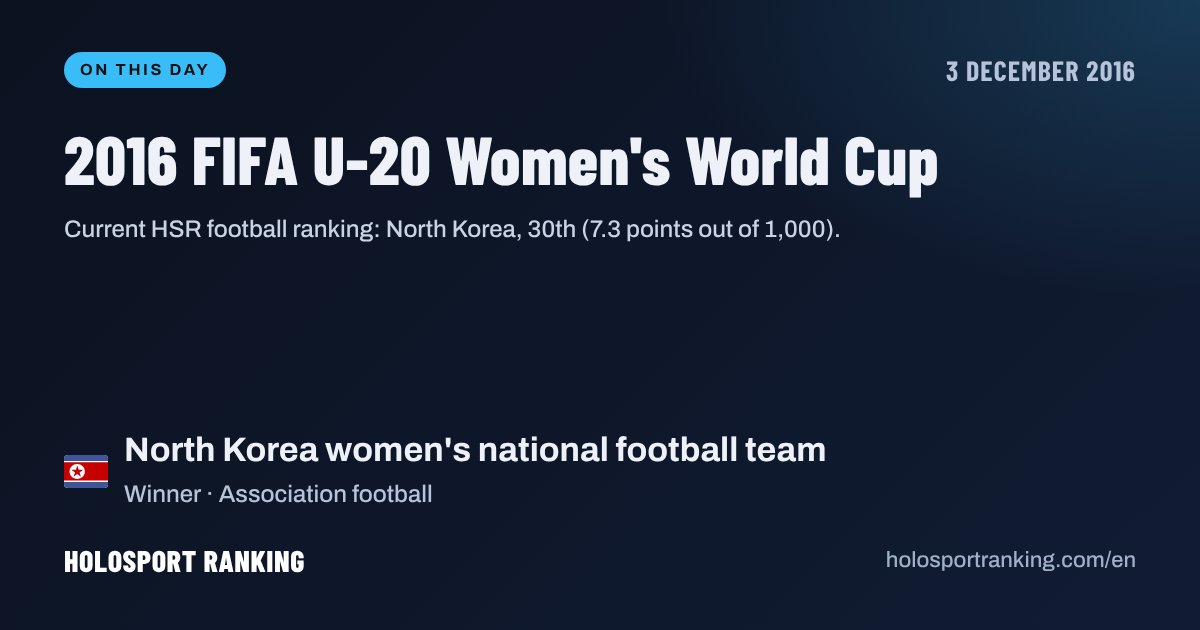 ON THIS DAY
3 DECEMBER 2016
2016 FIFA U-20 Women's World Cup
Current HSR football ranking: North Korea, 30th (7.3 points out of 1,000).
North Korea women's national football team
Winner · Association football
HOLOSPORT RANKING
holosportranking.com/en